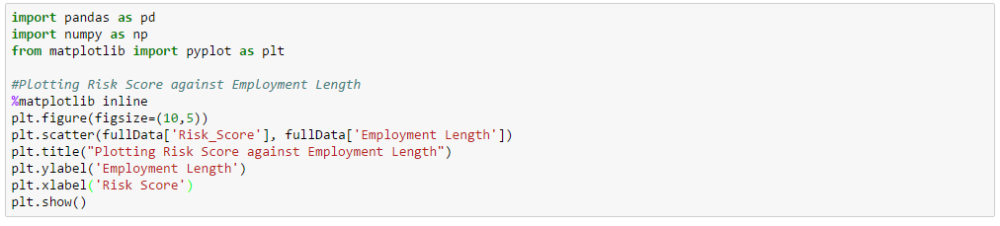 import pandas as pd
import numpy as np
from matplotlib import pyplot as plt
#Plotting Risk Score against Employment Length
%matplotlib inline
plt.figure(figsize=(10,5))
plt.scatter(fullData['Risk_Score'], fullData['Employment Length'])
plt.title("Plotting Risk Score against Employment Length")
plt.ylabel('Employment Length')
plt.xlabel('Risk Score')
plt.show()